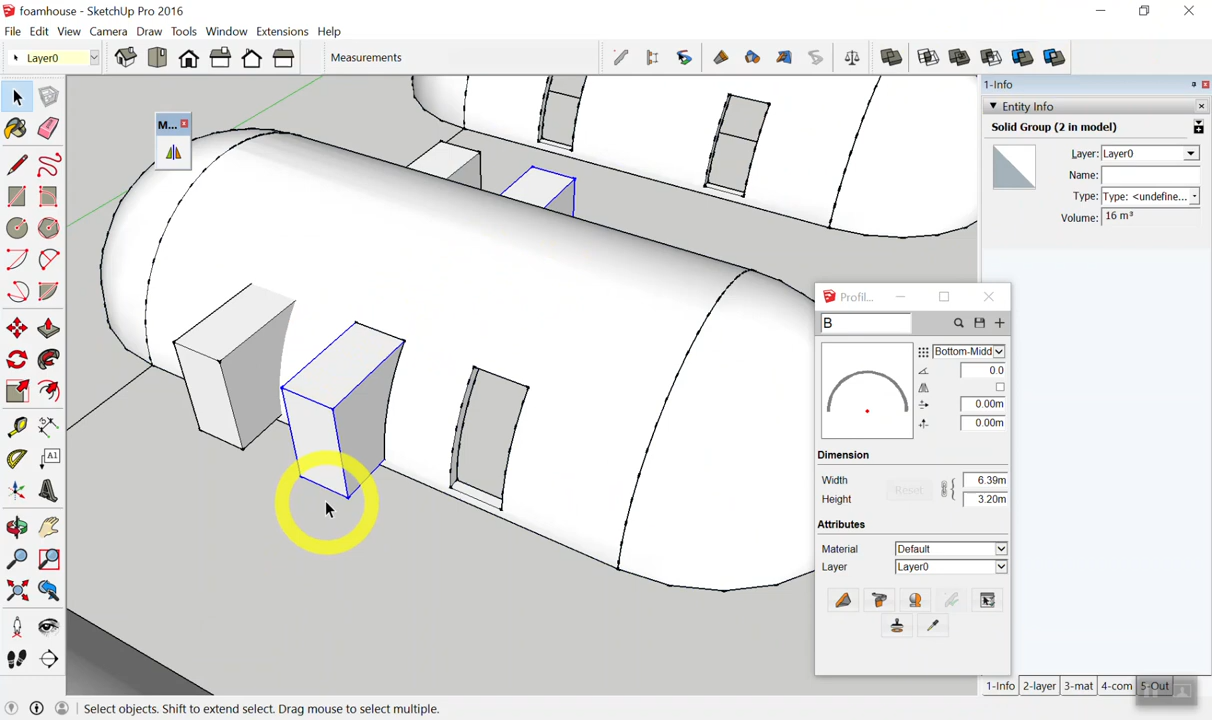 foamhouse - SketchUp Pro 2016
File Edit View Camera Draw Tools Window Extensions Help
Layer0
Measurements
1-Info
Entity Info
Solid Group (2 in model)
Layer: Layer0
Name:
Type: Type: <undefine...
Volume: 16 m³
M...
A1
Profil...
B
Bottom-Midd
0.0
0.00m
0.00m
Dimension
Width 6.39m
Reset
Height 3.20m
Attributes
Material Default
Layer Layer0
1-Info 2-layer 3-mat 4-com 5-Out
Select objects. Shift to extend select. Drag mouse to select multiple.